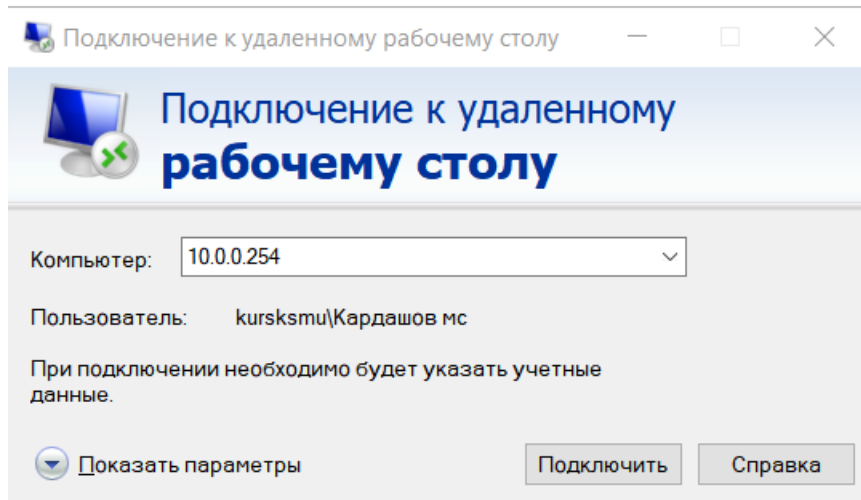 Подключение к удаленному рабочему столу
Подключение к удаленному
рабочему столу
Компьютер: 10.0.0.254
Пользователь: kursksmu\Кардашов мс
При подключении необходимо будет указать учетные
данные.
Показать параметры Подключить Справка